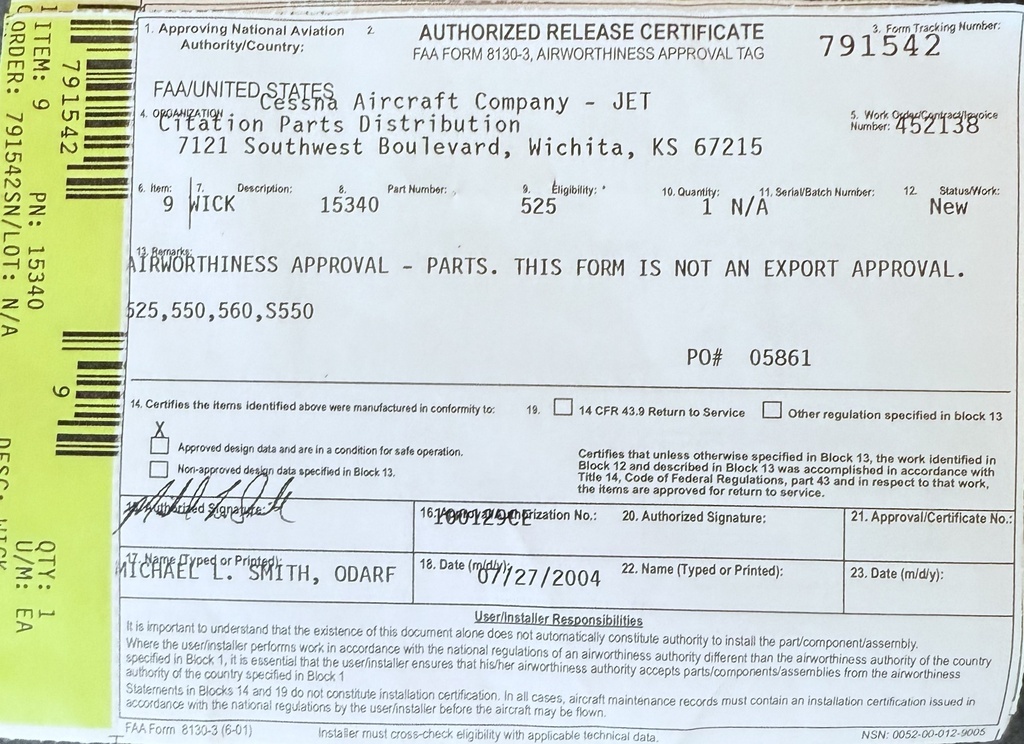 1. Approving National Aviation Authority/Country:
2.
AUTHORIZED RELEASE CERTIFICATE
FAA FORM 8130-3, AIRWORTHINESS APPROVAL TAG
3. Form Tracking Number:
791542
FAA/UNITED STATES
4. ORGANIZATION
Cessna Aircraft Company - JET
Citation Parts Distribution
7121 Southwest Boulevard, Wichita, KS 67215
5. Work Order/Contract/Invoice
Number: 452138
6. Item: 7. Description: 8. Part Number: 9. Eligibility: * 10. Quantity: 11. Serial/Batch Number: 12. Status/Work:
9 WICK 15340 525 1 N/A New
13. Remarks:
AIRWORTHINESS APPROVAL - PARTS. THIS FORM IS NOT AN EXPORT APPROVAL.
525,550,560,S550
PO# 05861
14. Certifies the items identified above were manufactured in conformity to:
X
Approved design data and are in a condition for safe operation.
Non-approved design data specified in Block 13.
19. 14 CFR 43.9 Return to Service Other regulation specified in block 13
Certifies that unless otherwise specified in Block 13, the work identified in
Block 12 and described in Block 13 was accomplished in accordance with
Title 14, Code of Federal Regulations, part 43 and in respect to that work,
the items are approved for return to service.
Authorized Signature:
16. Approval/Authorization No.:
100129CE
20. Authorized Signature:
21. Approval/Certificate No.:
17. Name (Typed or Printed):
MICHAEL L. SMITH, ODARF
18. Date (m/d/y):
07/27/2004
22. Name (Typed or Printed):
23. Date (m/d/y):
User/Installer Responsibilities
It is important to understand that the existence of this document alone does not automatically constitute authority to install the part/component/assembly.
Where the user/installer performs work in accordance with the national regulations of an airworthiness authority different than the airworthiness authority of the country
specified in Block 1, it is essential that the user/installer ensures that his/her airworthiness authority accepts parts/components/assemblies from the airworthiness
authority of the country specified in Block 1
Statements in Blocks 14 and 19 do not constitute installation certification. In all cases, aircraft maintenance records must contain an installation certification issued in
accordance with the national regulations by the user/installer before the aircraft may be flown.
FAA Form 8130-3 (6-01)
Installer must cross-check eligibility with applicable technical data.
NSN: 0052-00-012-9005
791542
9
ITEM: 9 PN: 15340 QTY: 1
ORDER: 791542 SN/LOT: N/A U/M: EA